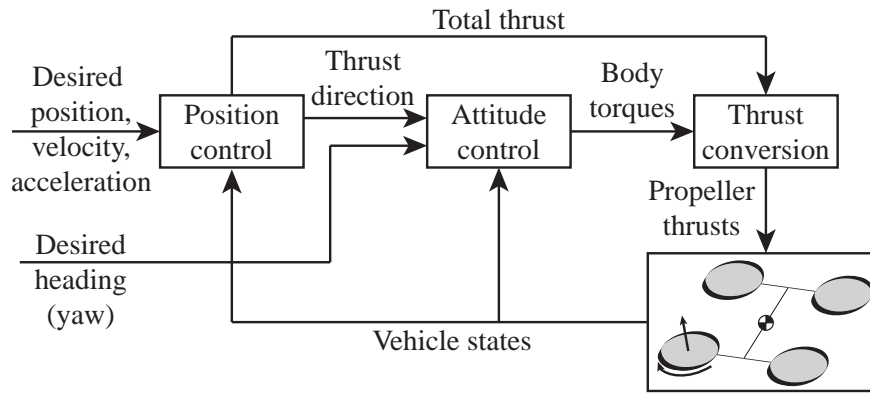 Total thrust
Desired
position,
velocity,
acceleration
Position
control
Thrust
direction
Attitude
control
Body
torques
Thrust
conversion
Propeller
thrusts
Desired
heading
(yaw)
Vehicle states